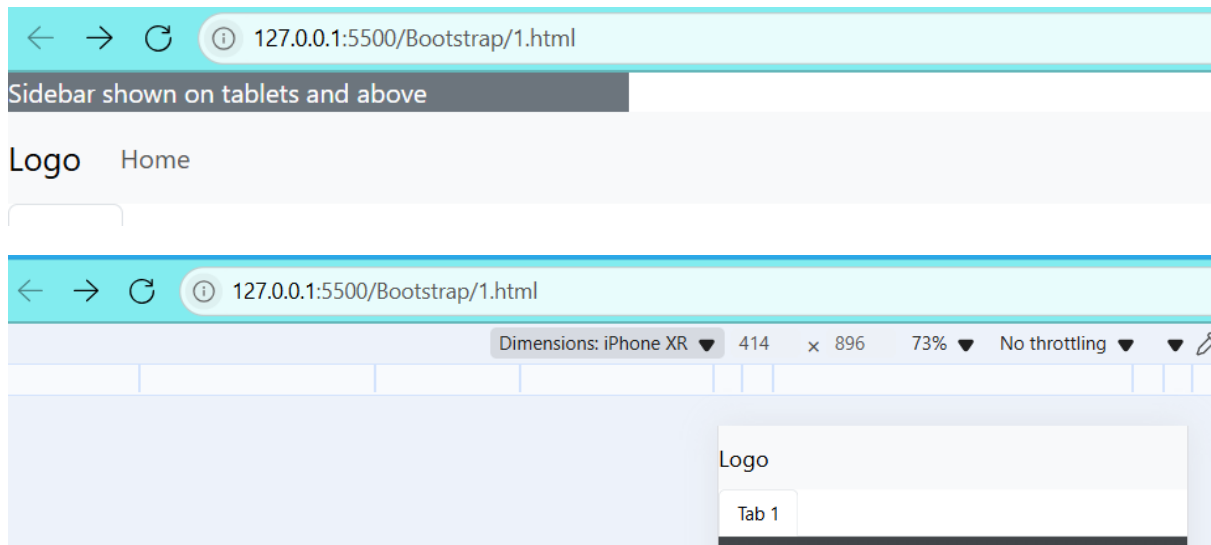 127.0.0.1:5500/Bootstrap/1.html
Sidebar shown on tablets and above
Logo Home
127.0.0.1:5500/Bootstrap/1.html
Dimensions: iPhone XR 414 × 896 73% No throttling
Logo
Tab 1